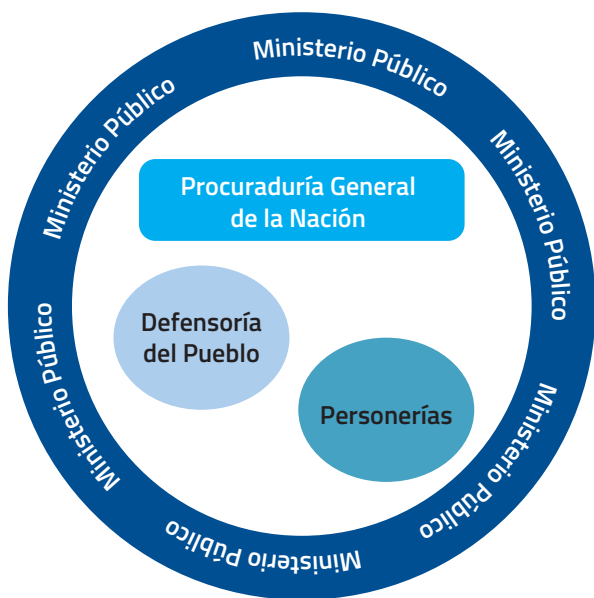 Ministerio Público
Ministerio Público
Ministerio Público
Ministerio Público
Ministerio Público
Ministerio Público
Procuraduría General
de la Nación
Defensoría
del Pueblo
Personerías